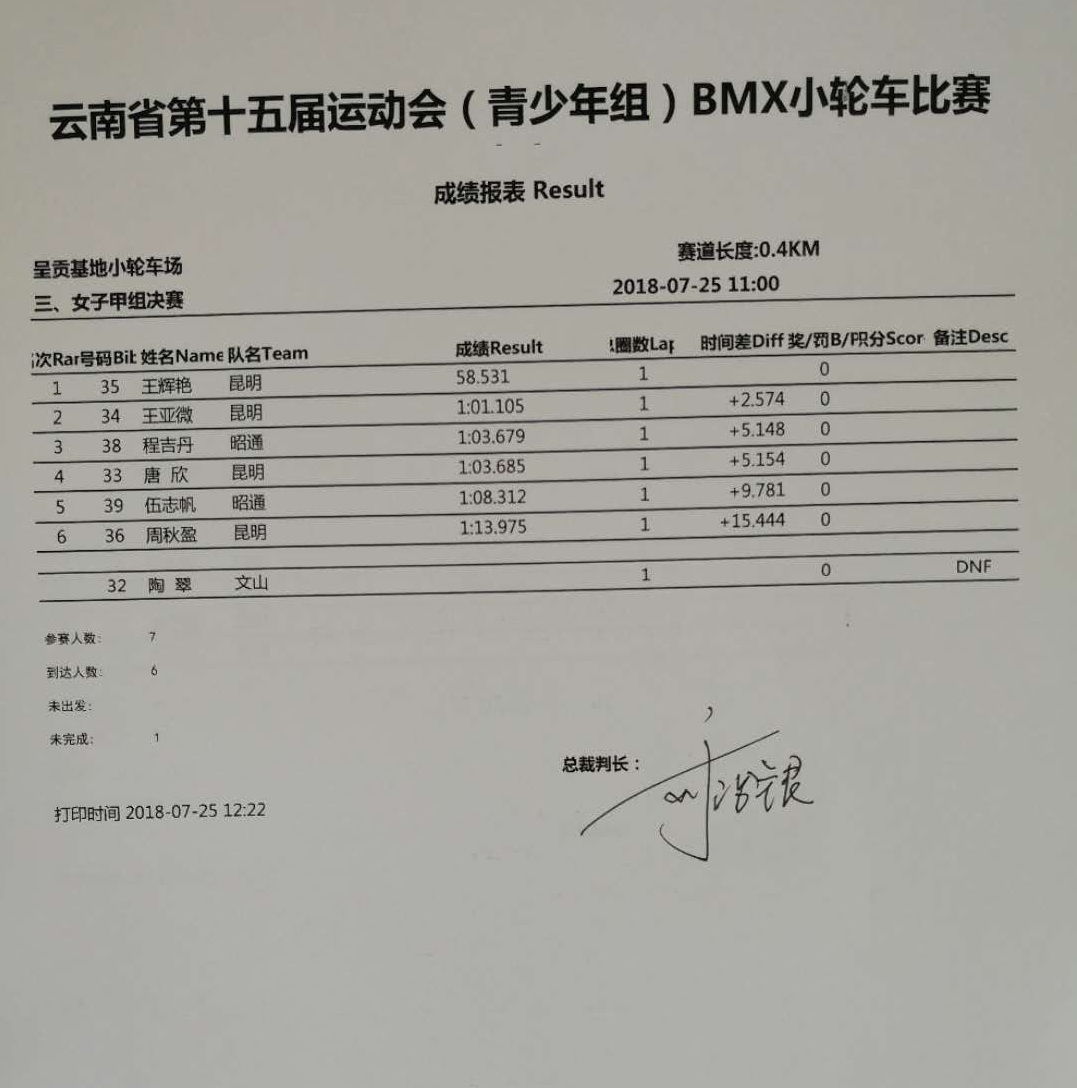 云南省第十五届运动会（青少年组）BMX小轮车比赛
成绩报表 Result
呈贡基地小轮车场 赛道长度:0.4KM
三、女子甲组决赛 2018-07-25 11:00
次Ran号码Bib 姓名Name 队名Team 成绩Result 圈数Lap 时间差Diff 奖/罚B/P 积分Scor 备注Desc
1 35 王辉艳 昆明 58.531 1 0
2 34 王亚微 昆明 1:01.105 1 +2.574 0
3 38 程吉丹 昭通 1:03.679 1 +5.148 0
4 33 唐 欣 昆明 1:03.685 1 +5.154 0
5 39 伍志帆 昭通 1:08.312 1 +9.781 0
6 36 周秋盈 昆明 1:13.975 1 +15.444 0
32 陶 翠 文山 1 0 DNF
参赛人数: 7
到达人数: 6
未出发:
未完成: 1
总裁判长：
打印时间 2018-07-25 12:22